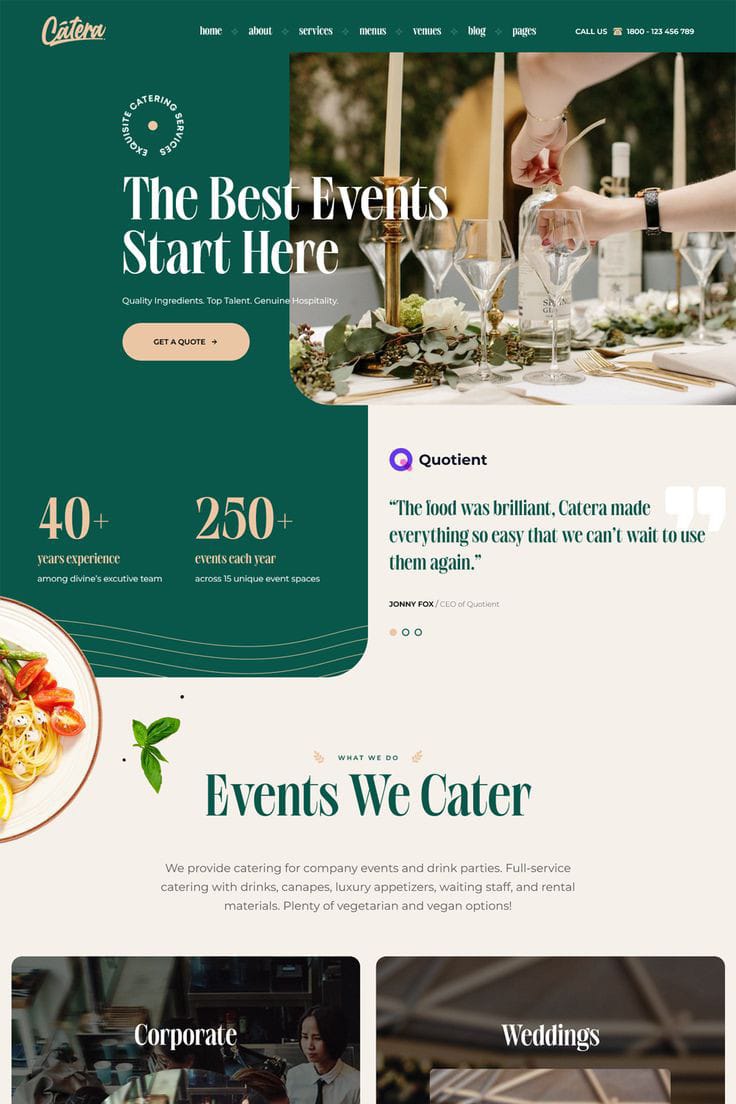 Catera
home about services menus venues blog pages
CALL US 1800 - 123 456 789
EXQUISITE CATERING SERVICES
The Best Events
Start Here
Quality Ingredients. Top Talent. Genuine Hospitality.
GET A QUOTE →
40+
years experience
among divine's excutive team
250+
events each year
across 15 unique event spaces
Quotient
“The food was brilliant, Catera made
everything so easy that we can't wait to use
them again.”
JONNY FOX / CEO of Quotient
WHAT WE DO
Events We Cater
We provide catering for company events and drink parties. Full-service
catering with drinks, canapes, luxury appetizers, waiting staff, and rental
materials. Plenty of vegetarian and vegan options!
Corporate
Weddings